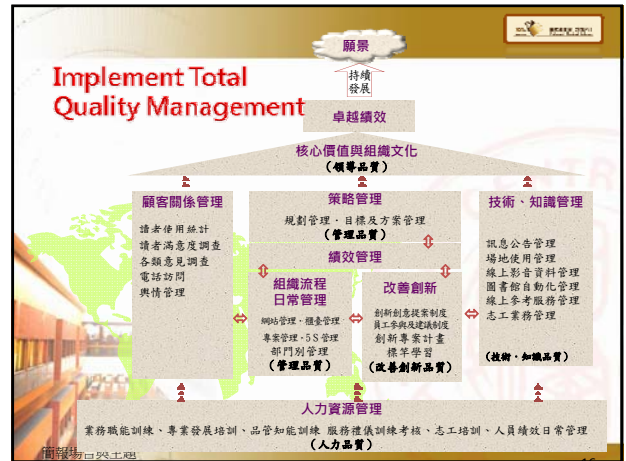 願景
持續
發展
Implement Total
Quality Management
卓越績效
核心價值與組織文化
(領導品質)
顧客關係管理
讀者使用統計
讀者滿意度調查
各類意見調查
電話訪問
輿情管理
策略管理
規劃管理、目標及方案管理
(管理品質)
績效管理
組織流程
日常管理
網站管理、櫃臺管理
專案管理、5S管理
部門別管理
(管理品質)
改善創新
創新創意提案制度
員工參與及建議制度
創新專案計畫
標竿學習
(改善創新品質)
技術、知識管理
訊息公告管理
場地使用管理
線上影音資料管理
圖書館自動化管理
線上參考服務管理
志工業務管理
(技術、知識品質)
人力資源管理
業務職能訓練、專業發展培訓、品管知能訓練 服務禮儀訓練考核、志工培訓、人員績效日常管理
(人力品質)